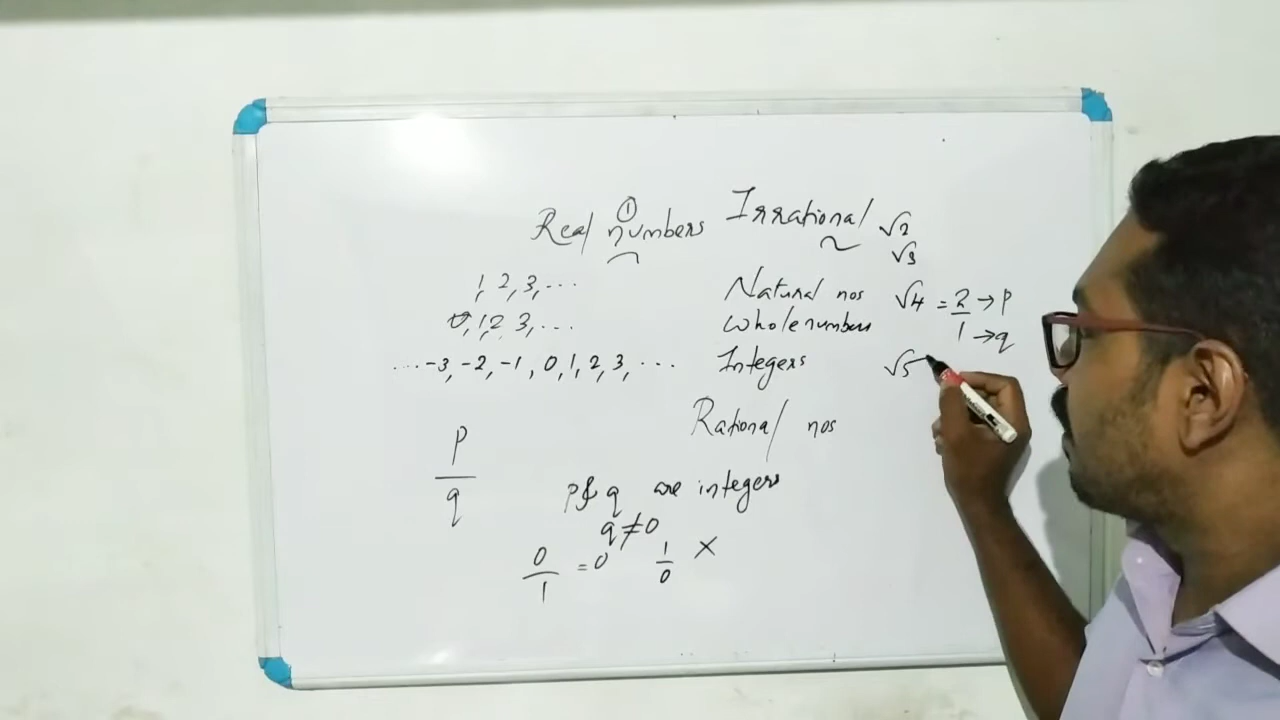 ①
Real numbers Irrational √2
√3
1, 2, 3, ... Natural nos √4 = 2/1 → p → q
0, 1 2 3, ... Whole numbers
.... -3, -2, -1, 0, 1, 2, 3, ... Integers √5
Rational nos
p/q
p & q are integers
q ≠ 0
0/1 = 0 1/0 ×